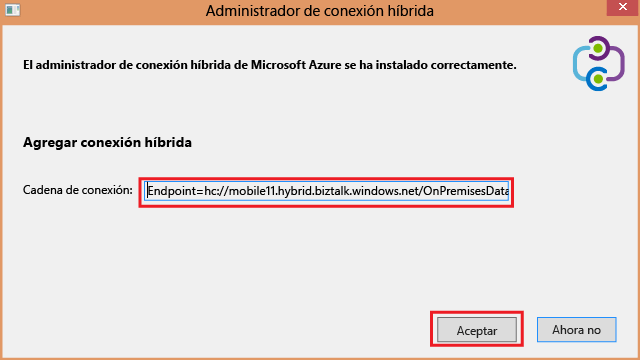 Administrador de conexión híbrida
El administrador de conexión híbrida de Microsoft Azure se ha instalado correctamente.
Agregar conexión híbrida
Cadena de conexión: Endpoint=hc://mobile11.hybrid.biztalk.windows.net/OnPremisesData
Aceptar Ahora no